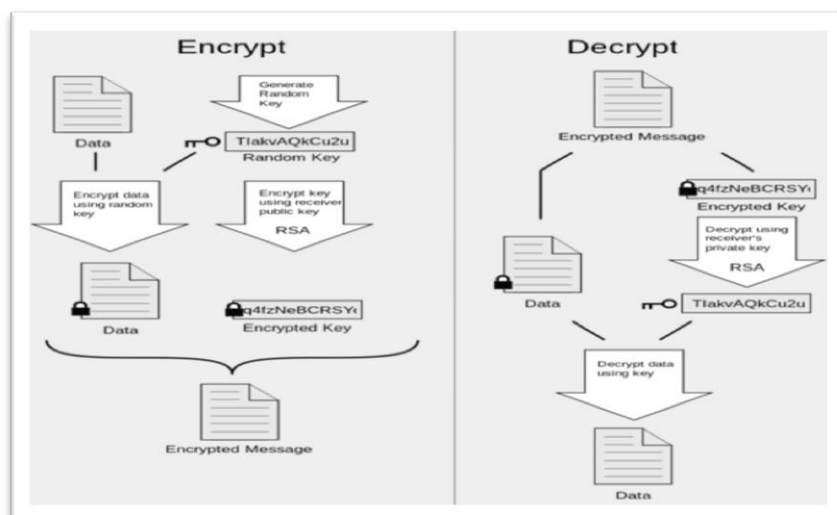 Encrypt
Generate
Random
Key
Data
TIakvAQkCu2u
Random Key
Encrypt data
using random
key
Encrypt key
using receiver
public key
RSA
Data
q4fzNeBCRSY
Encrypted Key
Encrypted Message
Decrypt
Encrypted Message
q4fzNeBCRSY
Encrypted Key
Decrypt using
receiver's
private key
RSA
Data
TIakvAQkCu2u
Decrypt data
using key
Data